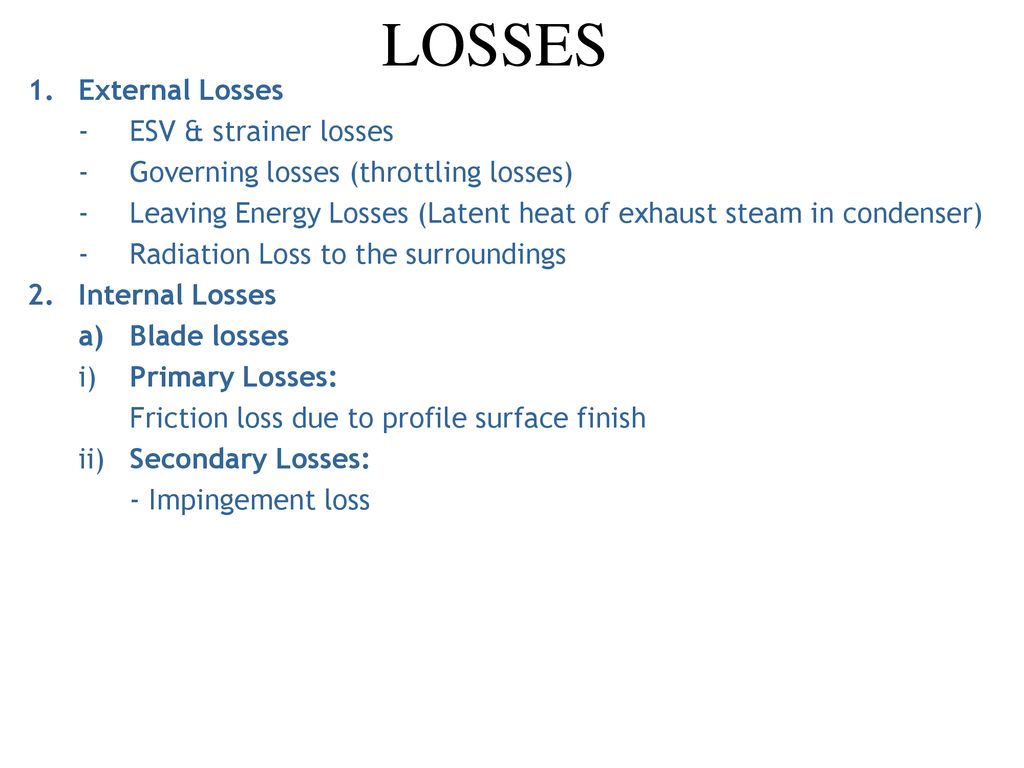 LOSSES
1. External Losses
- ESV & strainer losses
- Governing losses (throttling losses)
- Leaving Energy Losses (Latent heat of exhaust steam in condenser)
- Radiation Loss to the surroundings
2. Internal Losses
a) Blade losses
i) Primary Losses:
Friction loss due to profile surface finish
ii) Secondary Losses:
- Impingement loss